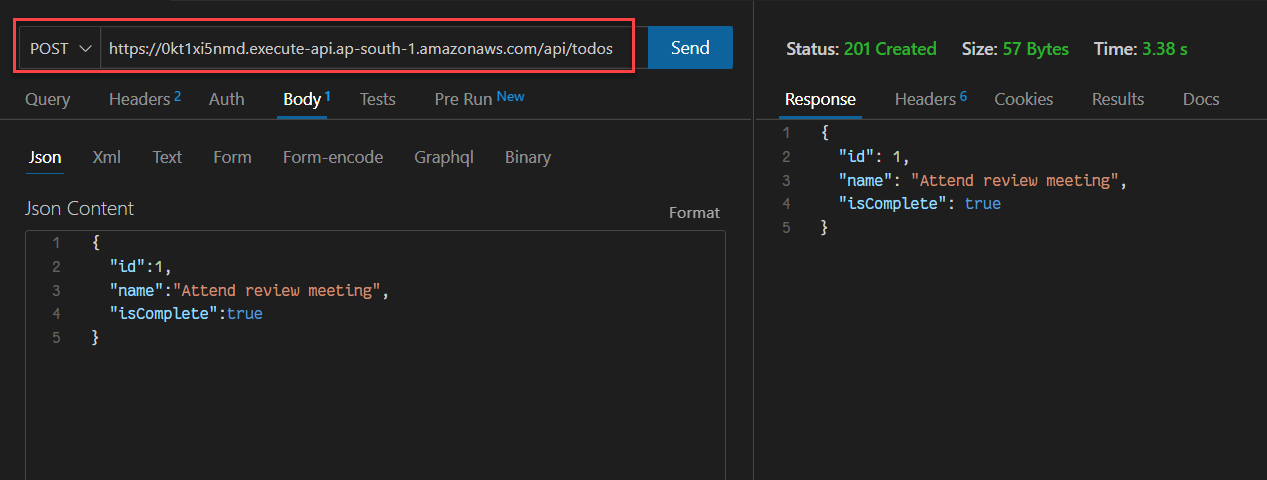 POST https://0kt1xi5nmd.execute-api.ap-south-1.amazonaws.com/api/todos Send
Query Headers 2 Auth Body 1 Tests Pre Run New
Json Xml Text Form Form-encode Graphql Binary
Json Content
Format
1 {
2 "id":1,
3 "name":"Attend review meeting",
4 "isComplete":true
5 }
Status: 201 Created Size: 57 Bytes Time: 3.38 s
Response Headers 6 Cookies Results Docs
1 {
2 "id": 1,
3 "name": "Attend review meeting",
4 "isComplete": true
5 }